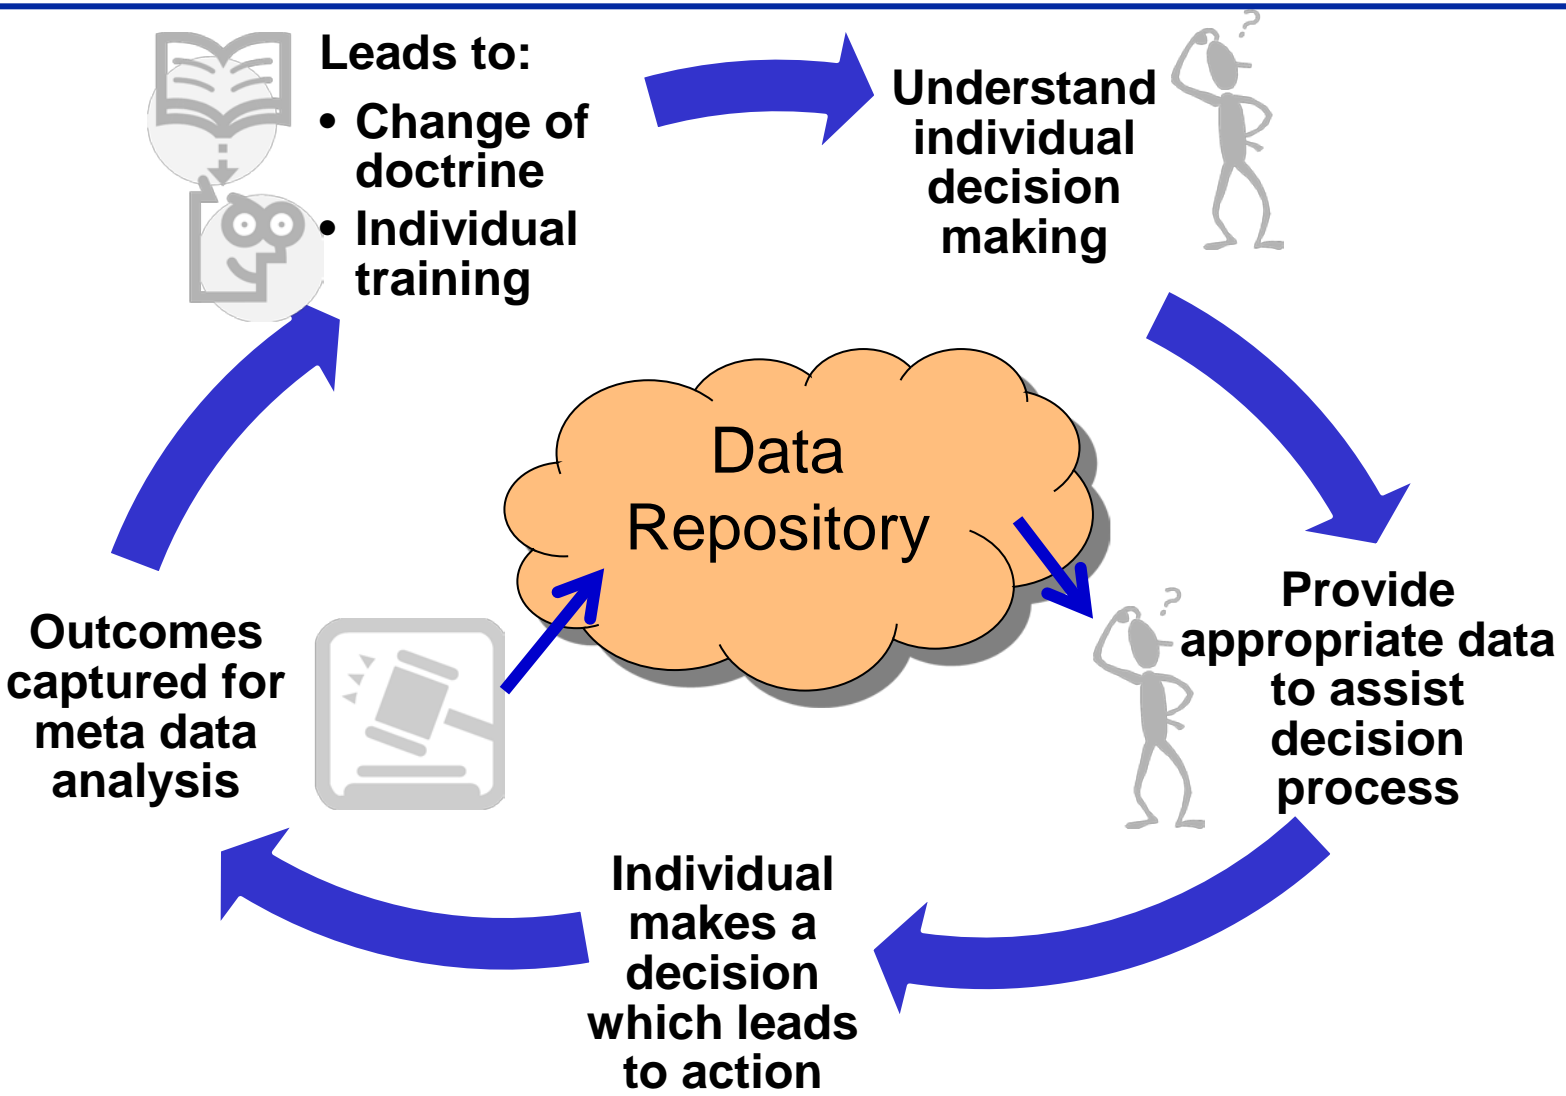 Leads to:
• Change of
doctrine
• Individual
training
?
Understand
individual
decision
making
Data
Repository
?
Provide
appropriate data
to assist
decision
process
Individual
makes a
decision
which leads
to action
Outcomes
captured for
meta data
analysis